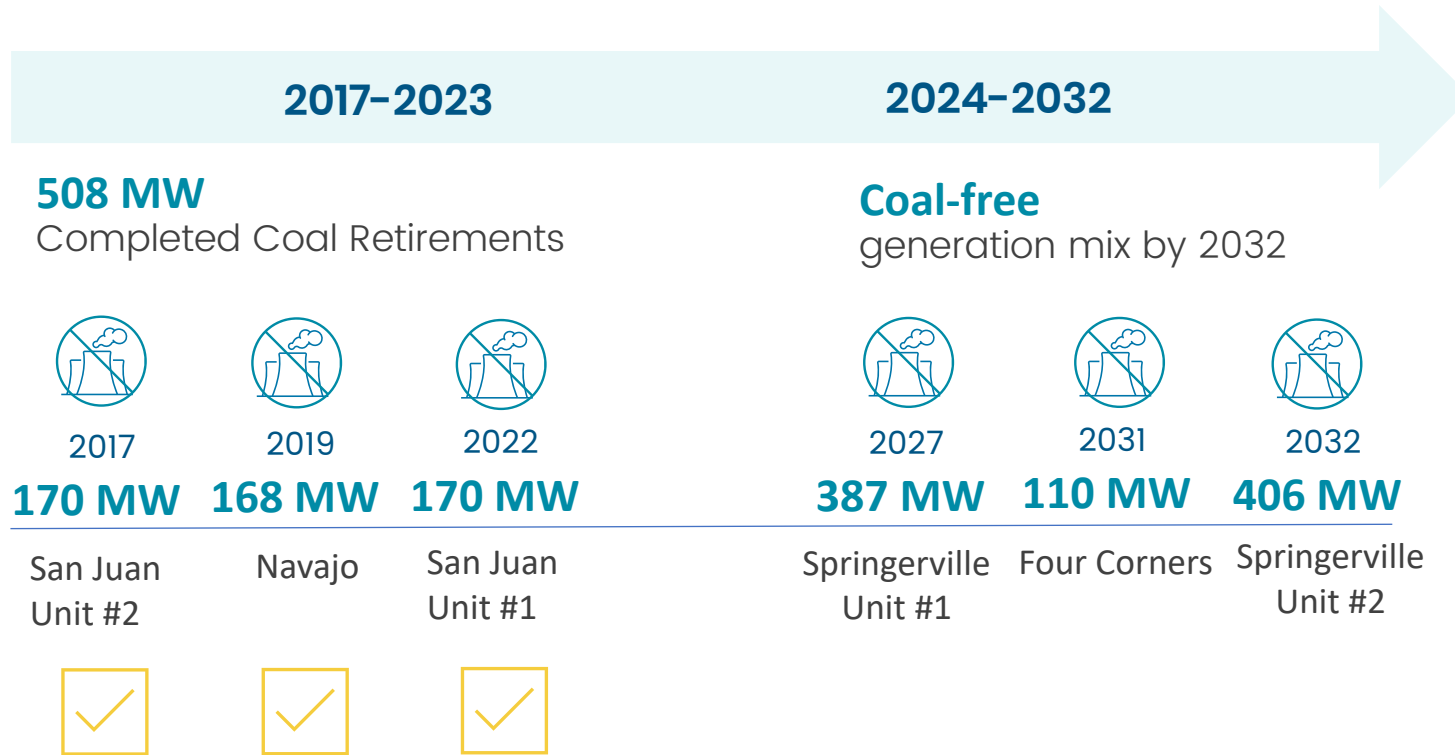 2017–2023
2024–2032
508 MW
Completed Coal Retirements
Coal-free
generation mix by 2032
2017
2019
2022
2027
2031
2032
170 MW
168 MW
170 MW
387 MW
110 MW
406 MW
San Juan
Unit #2
Navajo
San Juan
Unit #1
Springerville
Unit #1
Four Corners
Springerville
Unit #2